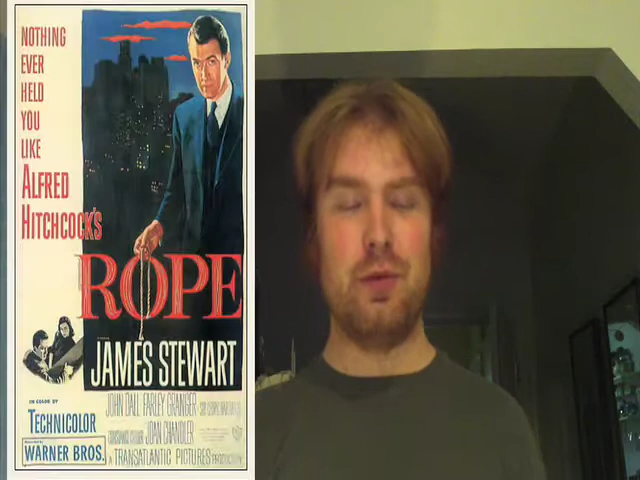 NOTHING
EVER
HELD
YOU
LIKE
ALFRED
HITCHCOCK'S
ROPE
JAMES STEWART
JOHN DALL FARLEY GRANGER
JOAN CHANDLER
IN COLOR BY
TECHNICOLOR
WARNER BROS.
A TRANSATLANTIC PICTURES PRODUCTION